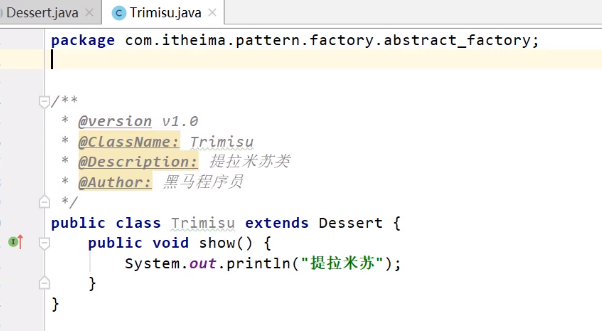 Dessert.java × Trimisu.java ×
package com.itheima.pattern.factory.abstract_factory;
/**
 * @version v1.0
 * @ClassName: Trimisu
 * @Description: 提拉米苏类
 * @Author: 黑马程序员
 */
public class Trimisu extends Dessert {
    public void show() {
        System.out.println("提拉米苏");
    }
}